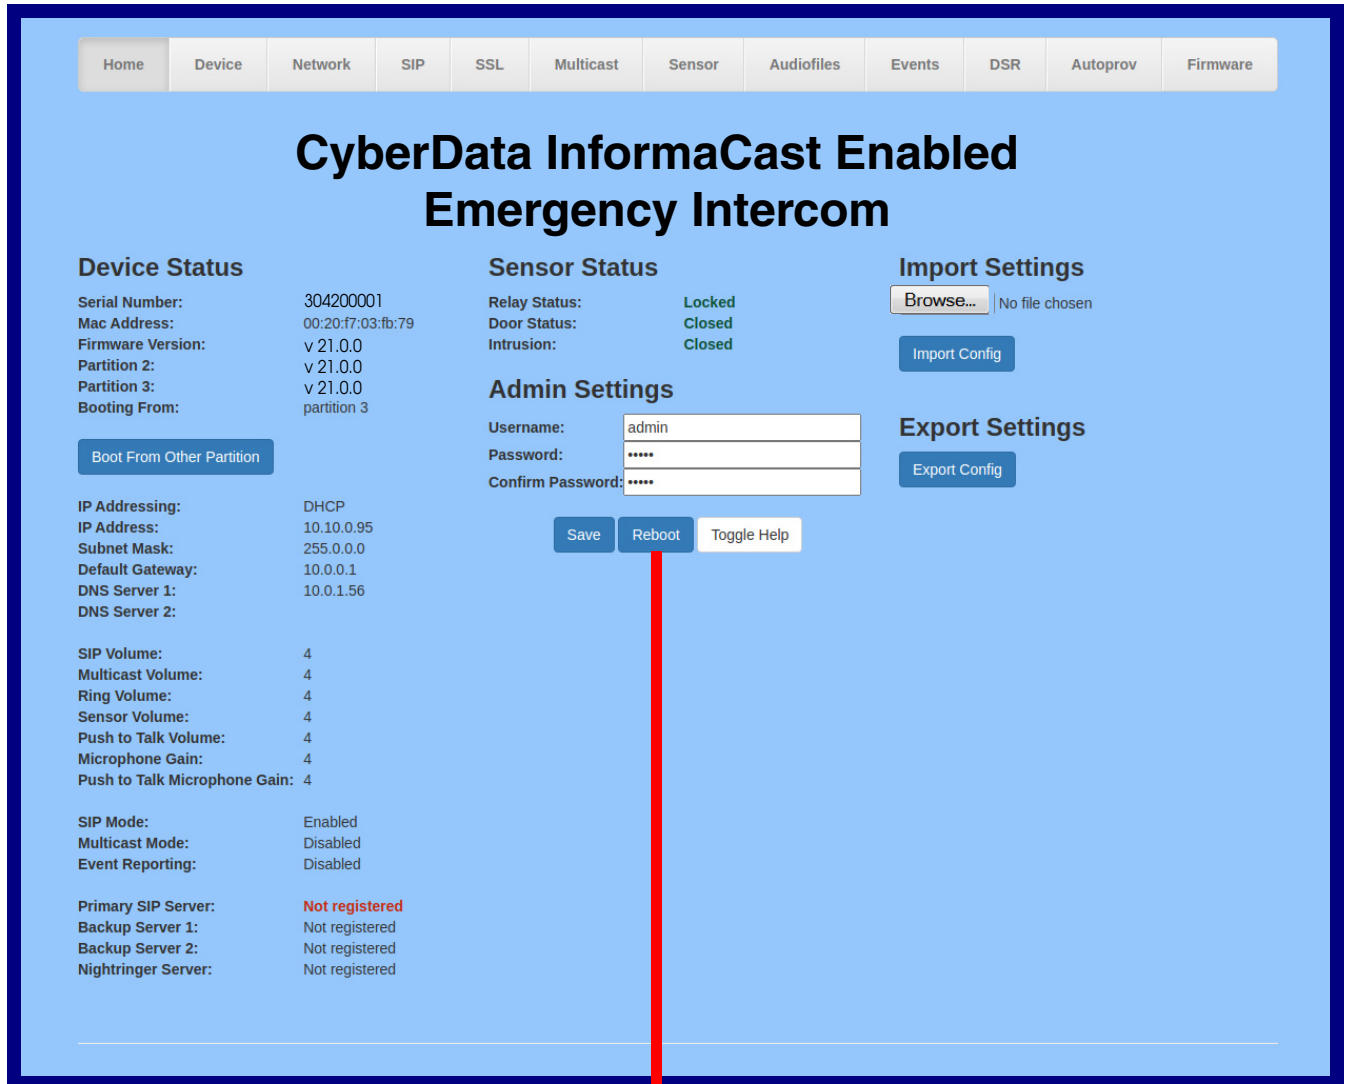 Home Device Network SIP SSL Multicast Sensor Audiofiles Events DSR Autoprov Firmware
CyberData InformaCast Enabled
Emergency Intercom
Device Status
Serial Number: 304200001
Mac Address: 00:20:f7:03:fb:79
Firmware Version: v 21.0.0
Partition 2: v 21.0.0
Partition 3: v 21.0.0
Booting From: partition 3
Boot From Other Partition
IP Addressing: DHCP
IP Address: 10.10.0.95
Subnet Mask: 255.0.0.0
Default Gateway: 10.0.0.1
DNS Server 1: 10.0.1.56
DNS Server 2:
SIP Volume: 4
Multicast Volume: 4
Ring Volume: 4
Sensor Volume: 4
Push to Talk Volume: 4
Microphone Gain: 4
Push to Talk Microphone Gain: 4
SIP Mode: Enabled
Multicast Mode: Disabled
Event Reporting: Disabled
Primary SIP Server: Not registered
Backup Server 1: Not registered
Backup Server 2: Not registered
Nightringer Server: Not registered
Sensor Status
Relay Status: Locked
Door Status: Closed
Intrusion: Closed
Admin Settings
Username: admin
Password: •••••
Confirm Password: •••••
Save Reboot Toggle Help
Import Settings
Browse... No file chosen
Import Config
Export Settings
Export Config